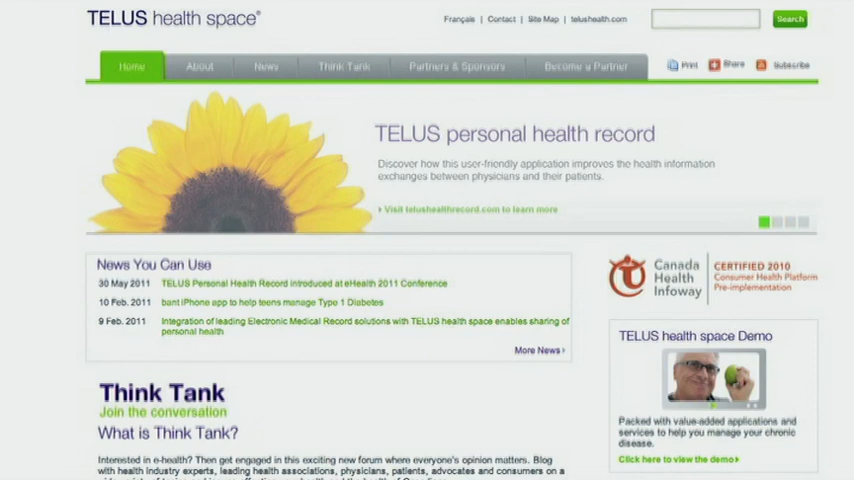 TELUS health space®
Français | Contact | Site Map | telushealth.com
Search
Home About News Think Tank Partners & Sponsors Become a Partner
Print Share Subscribe
TELUS personal health record
Discover how this user-friendly application improves the health information
exchanges between physicians and their patients.
Visit telushealthrecord.com to learn more
News You Can Use
30 May 2011 TELUS Personal Health Record introduced at eHealth 2011 Conference
10 Feb. 2011 bant iPhone app to help teens manage Type 1 Diabetes
9 Feb. 2011 Integration of leading Electronic Medical Record solutions with TELUS health space enables sharing of
personal health
More News ›
Canada
Health
Infoway
CERTIFIED 2010
Consumer Health Platform
Pre-implementation
TELUS health space Demo
Packed with value-added applications and
services to help you manage your chronic
disease.
Click here to view the demo
Think Tank
Join the conversation
What is Think Tank?
Interested in e-health? Then get engaged in this exciting new forum where everyone's opinion matters. Blog
with health industry experts, leading health associations, physicians, patients, advocates and consumers on a